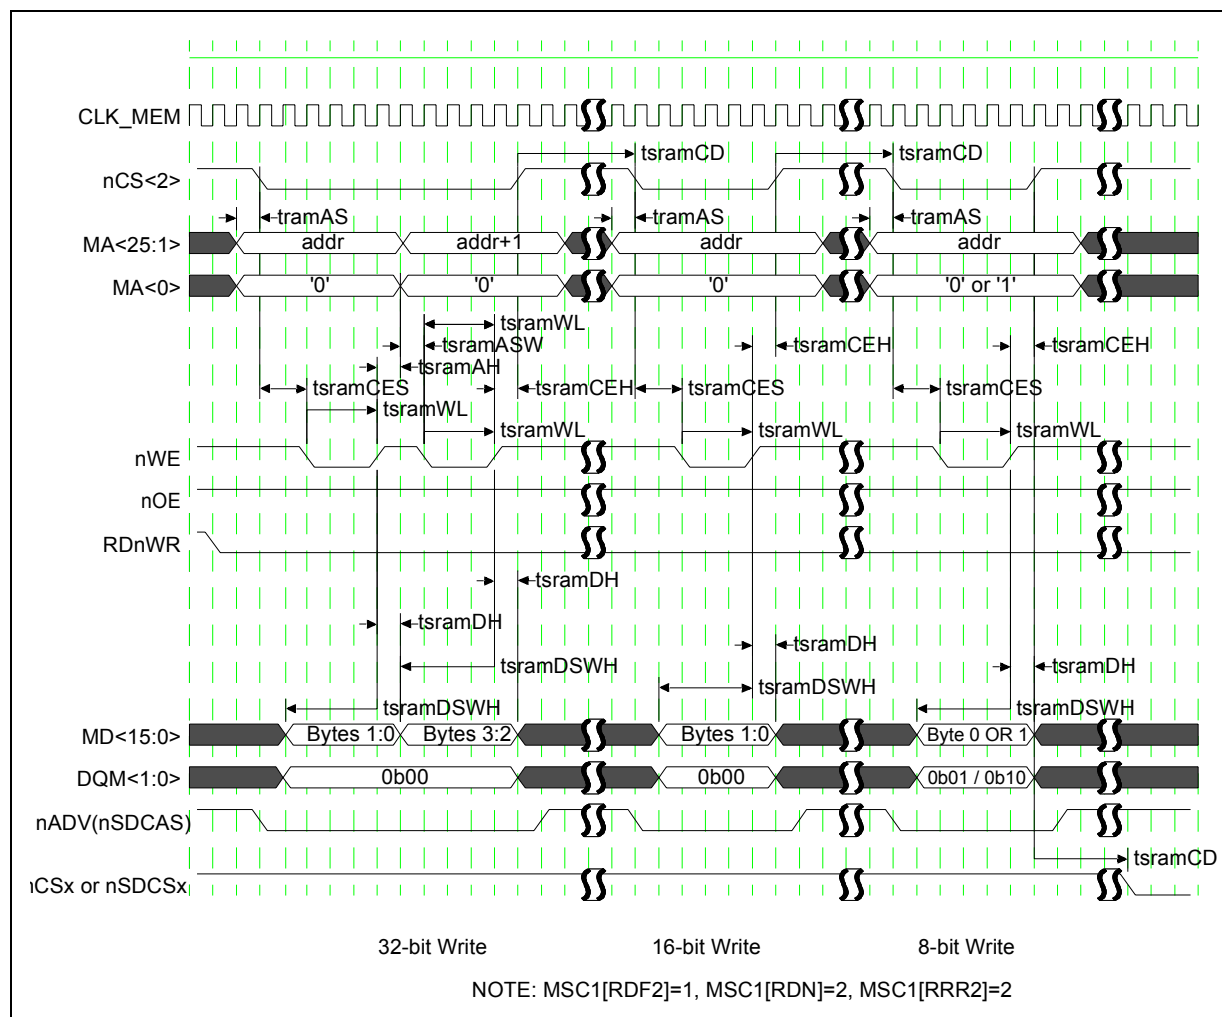 CLK_MEM
tsramCD tsramCD
nCS<2>
tramAS tsramAS tramAS
MA<25:1> addr addr+1 addr addr
MA<0> '0' '0' '0' '0' or '1'
tsramWL
tsramASW tsramCEH tsramCEH
tsramAH
tsramCES tsramCEH tsramCES tsramCES
tsramWL
tsramWL tsramWL tsramWL
nWE
nOE
RDnWR
tsramDH
tsramDH
tsramDH tsramDH
tsramDSWH
tsramDSWH
tsramDSWH tsramDSWH
MD<15:0> Bytes 1:0 Bytes 3:2 Bytes 1:0 Byte 0 OR 1
DQM<1:0> 0b00 0b00 0b01 / 0b10
nADV(nSDCAS)
tsramCD
nCSx or nSDCSx
32-bit Write 16-bit Write 8-bit Write
NOTE: MSC1[RDF2]=1, MSC1[RDN]=2, MSC1[RRR2]=2